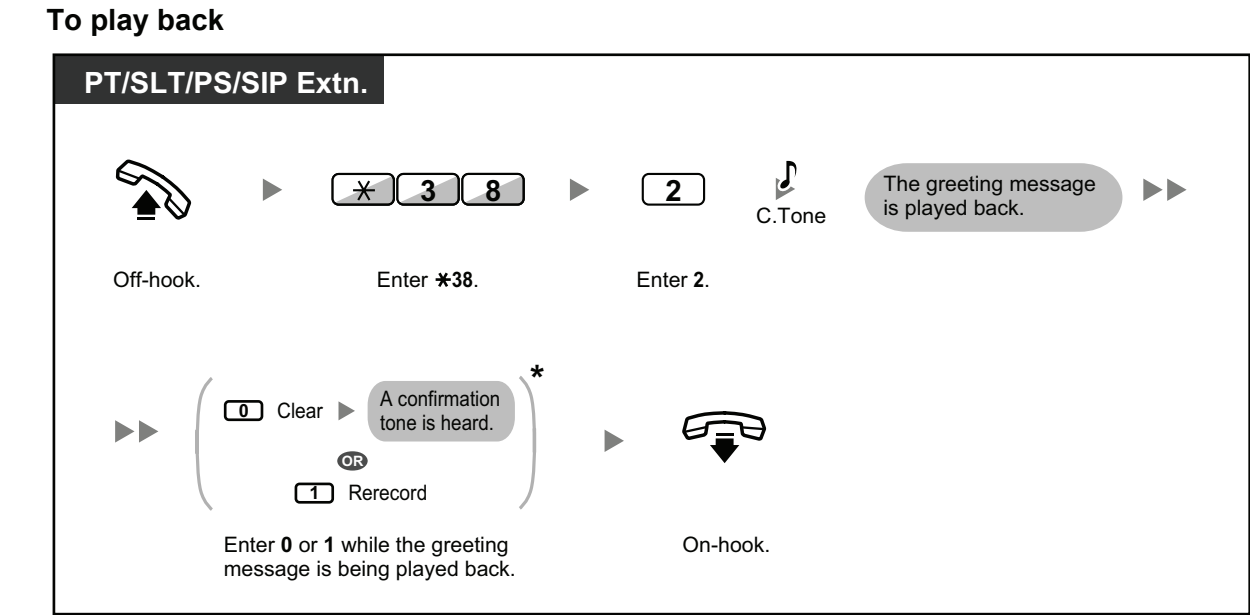 To play back
PT/SLT/PS/SIP Extn.
Off-hook.
✳ 3 8
Enter ✳38.
2
Enter 2.
C.Tone
The greeting message
is played back.
0 Clear
A confirmation
tone is heard.
*
OR
1 Rerecord
Enter 0 or 1 while the greeting
message is being played back.
On-hook.